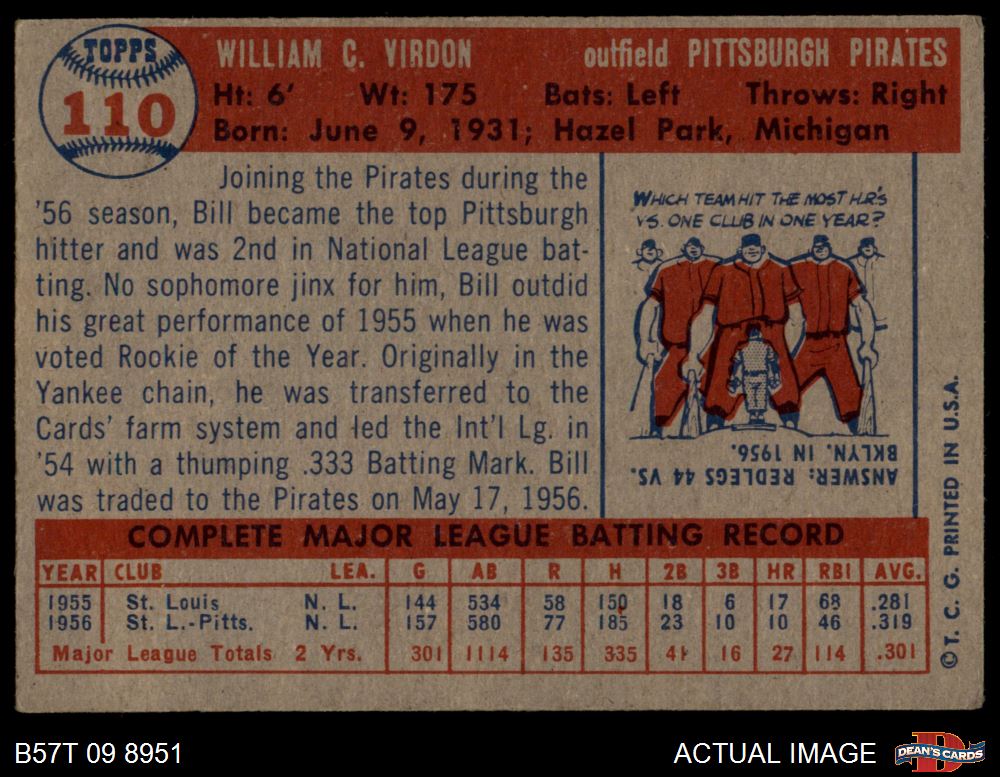 TOPPS
110
WILLIAM C. VIRDON outfield PITTSBURGH PIRATES
Ht: 6' Wt: 175 Bats: Left Throws: Right
Born: June 9, 1931; Hazel Park, Michigan
Joining the Pirates during the
'56 season, Bill became the top Pittsburgh
hitter and was 2nd in National League bat-
ting. No sophomore jinx for him, Bill outdid
his great performance of 1955 when he was
voted Rookie of the Year. Originally in the
Yankee chain, he was transferred to the
Cards' farm system and led the Int'l Lg. in
'54 with a thumping .333 Batting Mark. Bill
was traded to the Pirates on May 17, 1956.
WHICH TEAM HIT THE MOST H.R'S
VS. ONE CLUB IN ONE YEAR?
ANSWER: REDLEGS 44 VS.
BKLYN. IN 1956.
COMPLETE MAJOR LEAGUE BATTING RECORD
YEAR CLUB LEA. G AB R H 2B 3B HR RBI AVG.
1955 St. Louis N. L. 144 534 58 150 18 6 17 68 .281
1956 St. L.-Pitts. N. L. 157 580 77 185 23 10 10 46 .319
Major League Totals 2 Yrs. 301 1114 135 335 41 16 27 114 .301
© T. C. G. PRINTED IN U.S.A.
B57T 09 8951 ACTUAL IMAGE
DEAN'S CARDS